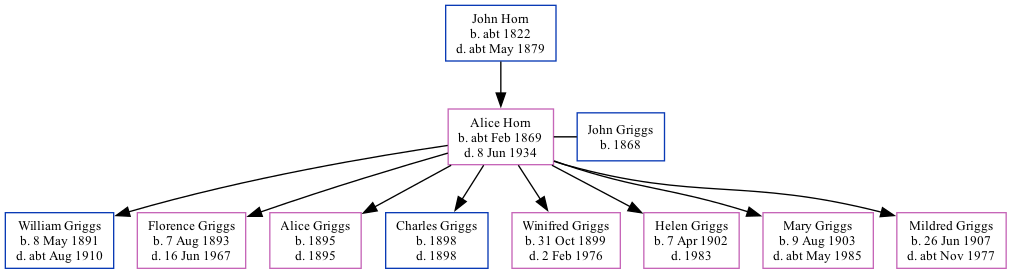 John Horn
b. abt 1822
d. abt May 1879
Alice Horn
b. abt Feb 1869
d. 8 Jun 1934
John Griggs
b. 1868
William Griggs
b. 8 May 1891
d. abt Aug 1910
Florence Griggs
b. 7 Aug 1893
d. 16 Jun 1967
Alice Griggs
b. 1895
d. 1895
Charles Griggs
b. 1898
d. 1898
Winifred Griggs
b. 31 Oct 1899
d. 2 Feb 1976
Helen Griggs
b. 7 Apr 1902
d. 1983
Mary Griggs
b. 9 Aug 1903
d. abt May 1985
Mildred Griggs
b. 26 Jun 1907
d. abt Nov 1977